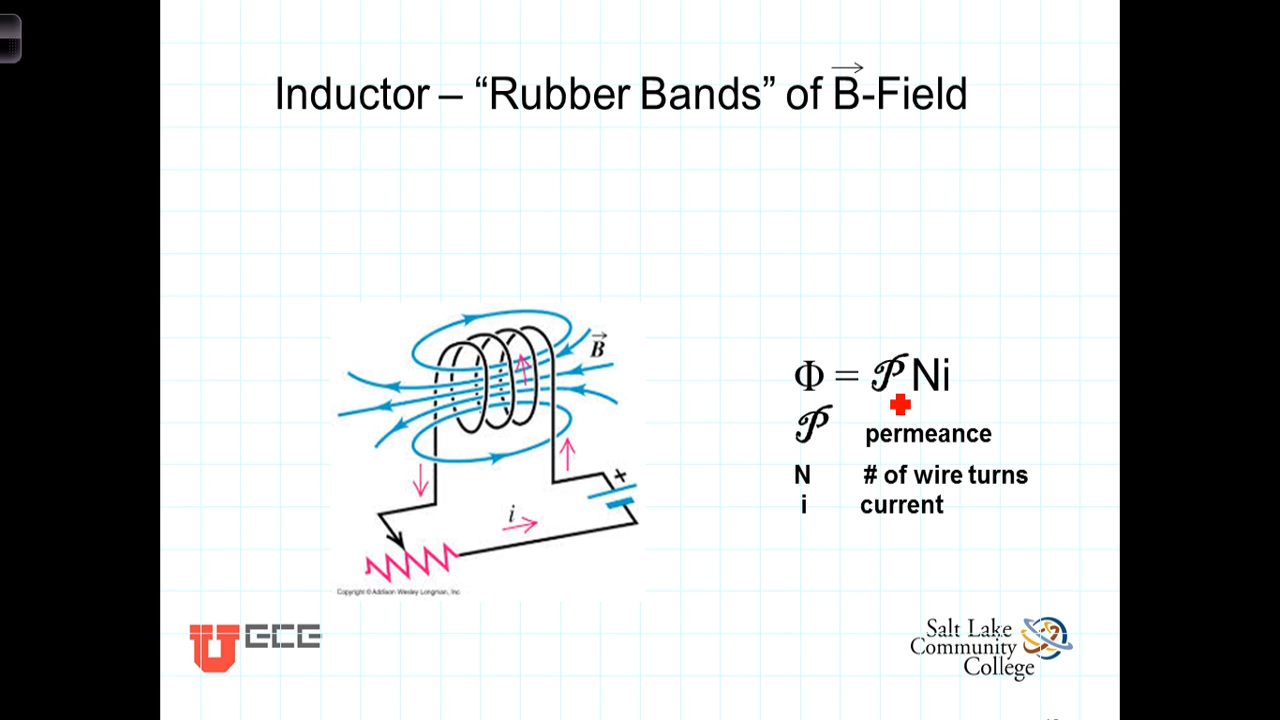 Inductor – “Rubber Bands” of B⃗-Field
B⃗
Φ = 𝒫Ni
𝒫 permeance
N # of wire turns
i current
+
i
Copyright © Addison Wesley Longman, Inc.
U ECE
Salt Lake
Community
College